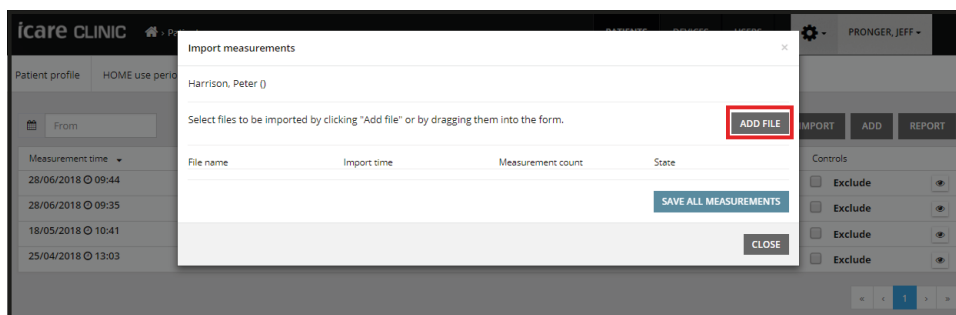 icare CLINIC
PATIENTS DEVICES USERS
PRONGER, JEFF
Import measurements ×
Patient profile HOME use perio
Harrison, Peter ()
Select files to be imported by clicking "Add file" or by dragging them into the form.
ADD FILE
From
IMPORT ADD REPORT
File name Import time Measurement count State
Measurement time Controls
28/06/2018 09:44 Exclude
28/06/2018 09:35 Exclude
SAVE ALL MEASUREMENTS
18/05/2018 10:41 Exclude
CLOSE
25/04/2018 13:03 Exclude
« ‹ 1 › »